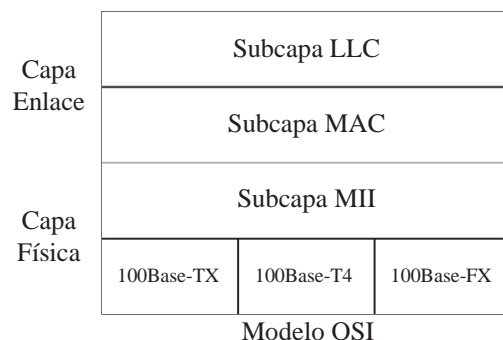 Subcapa LLC
Capa
Enlace
Subcapa MAC
Subcapa MII
Capa
Física
100Base-TX
100Base-T4
100Base-FX
Modelo OSI